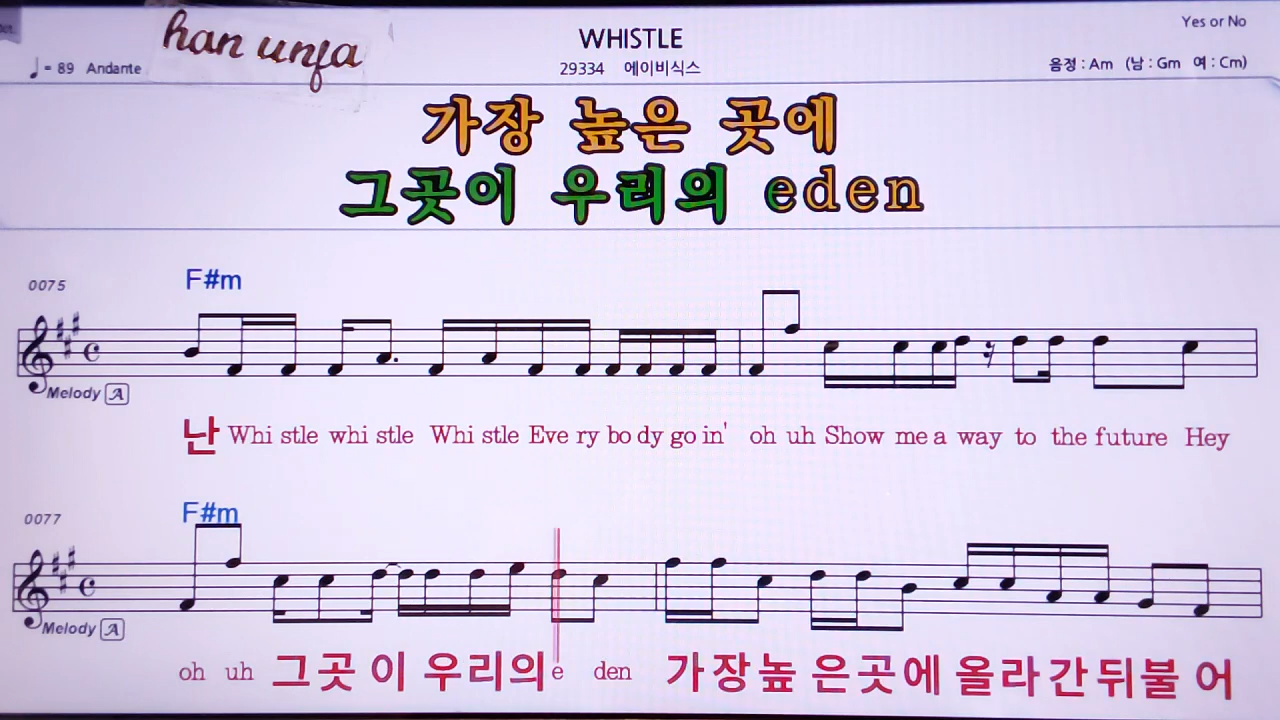 han unfa
WHISTLE
Yes or No
♩= 89 Andante
29334 에이비식스
음정 : Am (남 : Gm 여 : Cm)
가장 높은 곳에
그곳이 우리의 eden
0075
F#m
Melody A
난 Whi stle whi stle Whi stle Eve ry bo dy go in' oh uh Show me a way to the future Hey
0077
F#m
Melody A
oh uh 그곳 이 우리의 e den 가장높 은곳에 올라간뒤불 어